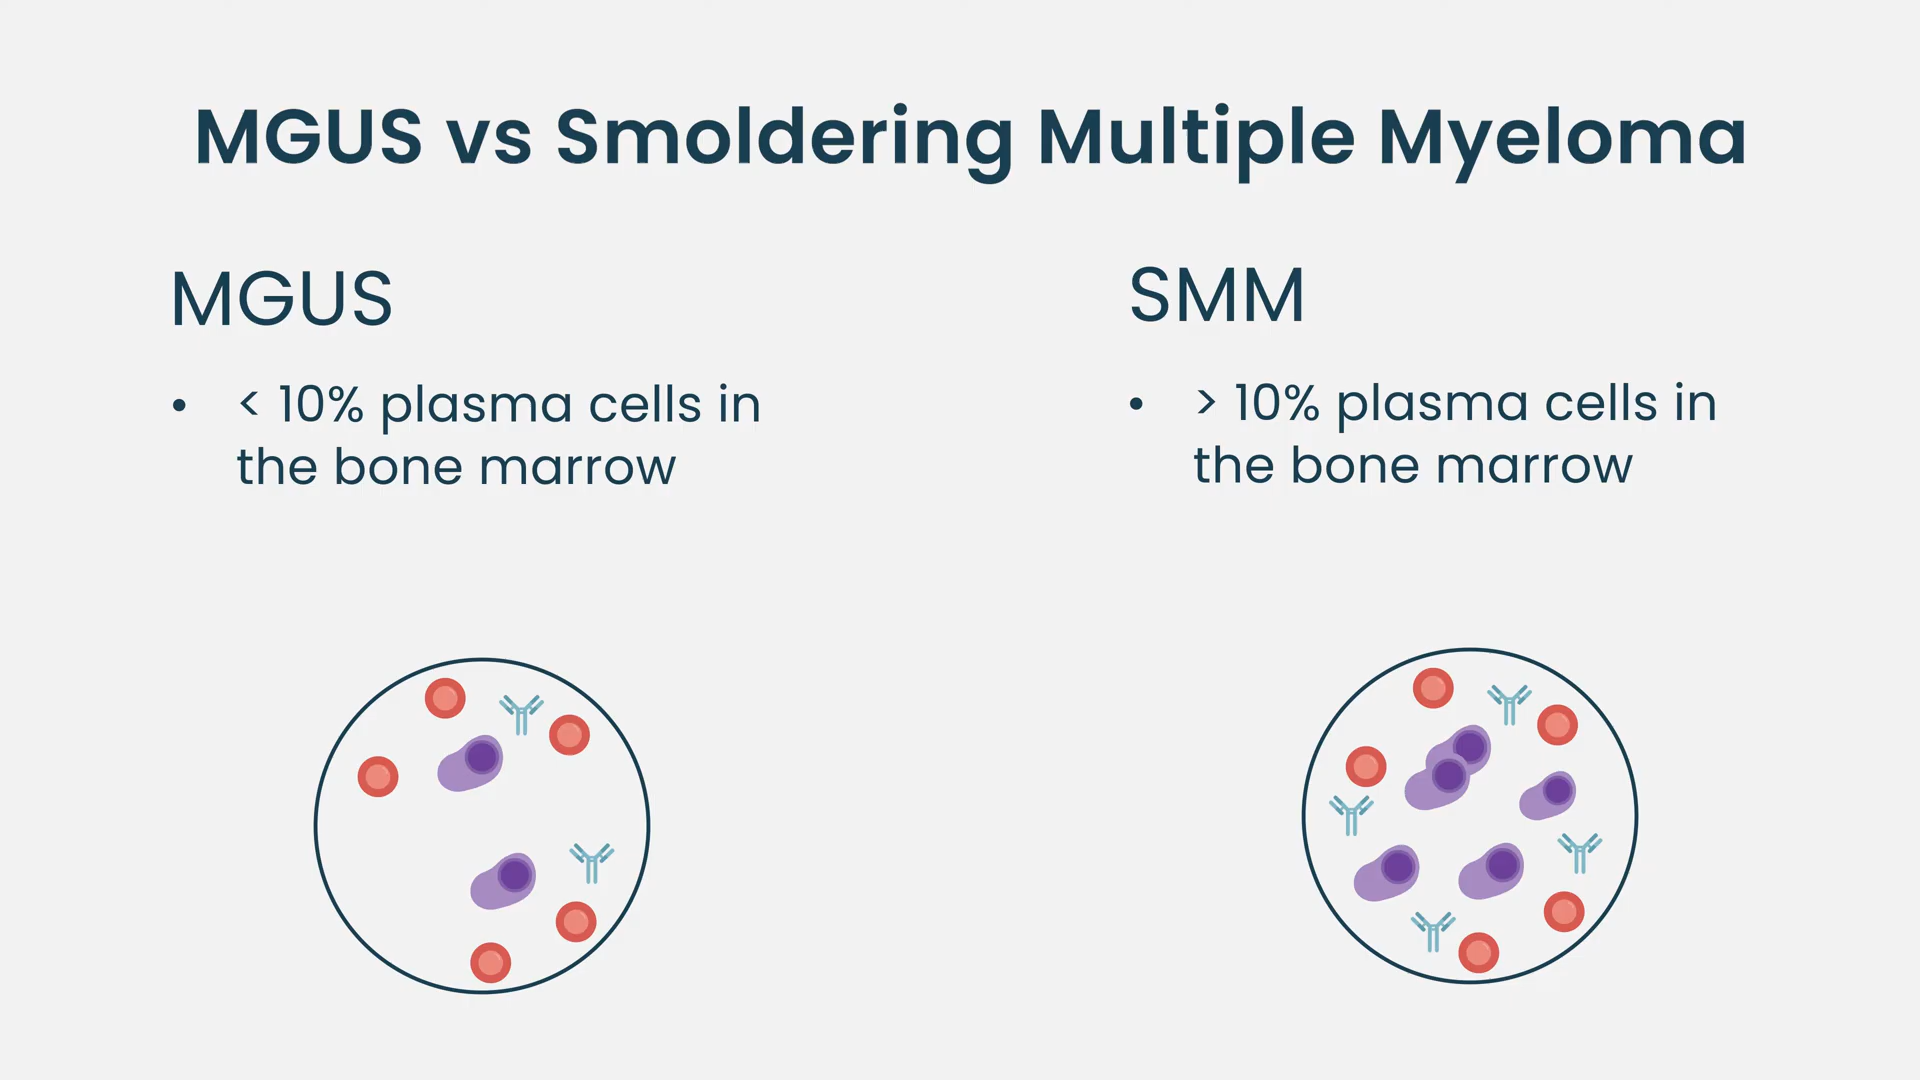 MGUS vs Smoldering Multiple Myeloma
MGUS
• < 10% plasma cells in
the bone marrow
SMM
• > 10% plasma cells in
the bone marrow